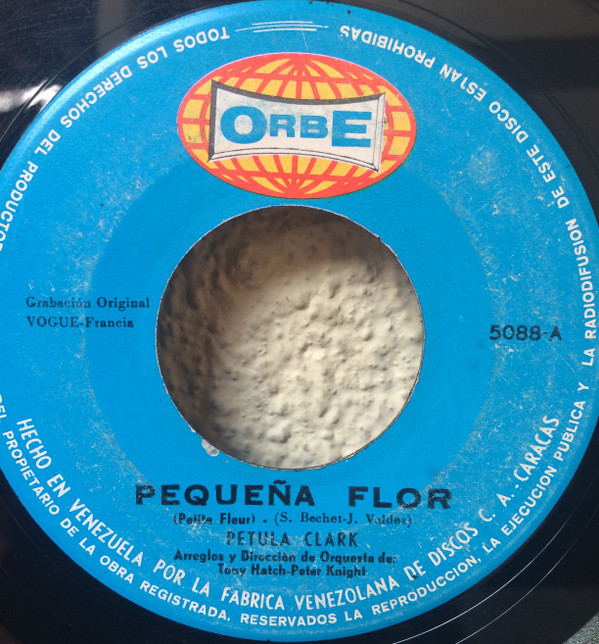 ORBE
Grabación Original
VOGUE-Francia
5088-A
PEQUEÑA FLOR
(Petite Fleur) - (S. Bechet-J. Valdes)
PETULA CLARK
Arreglos y Dirección de Orquesta de:
Tony Hatch-Peter Knight
HECHO EN VENEZUELA POR LA FABRICA VENEZOLANA DE DISCOS C. A. - CARACAS
TODOS LOS DERECHOS DEL PRODUCTOR
DEL PROPIETARIO DE LA OBRA REGISTRADA, RESERVADOS LA REPRODUCCION, LA EJECUCION PUBLICA Y LA RADIODIFUSION DE ESTE DISCO ESTAN PROHIBIDAS